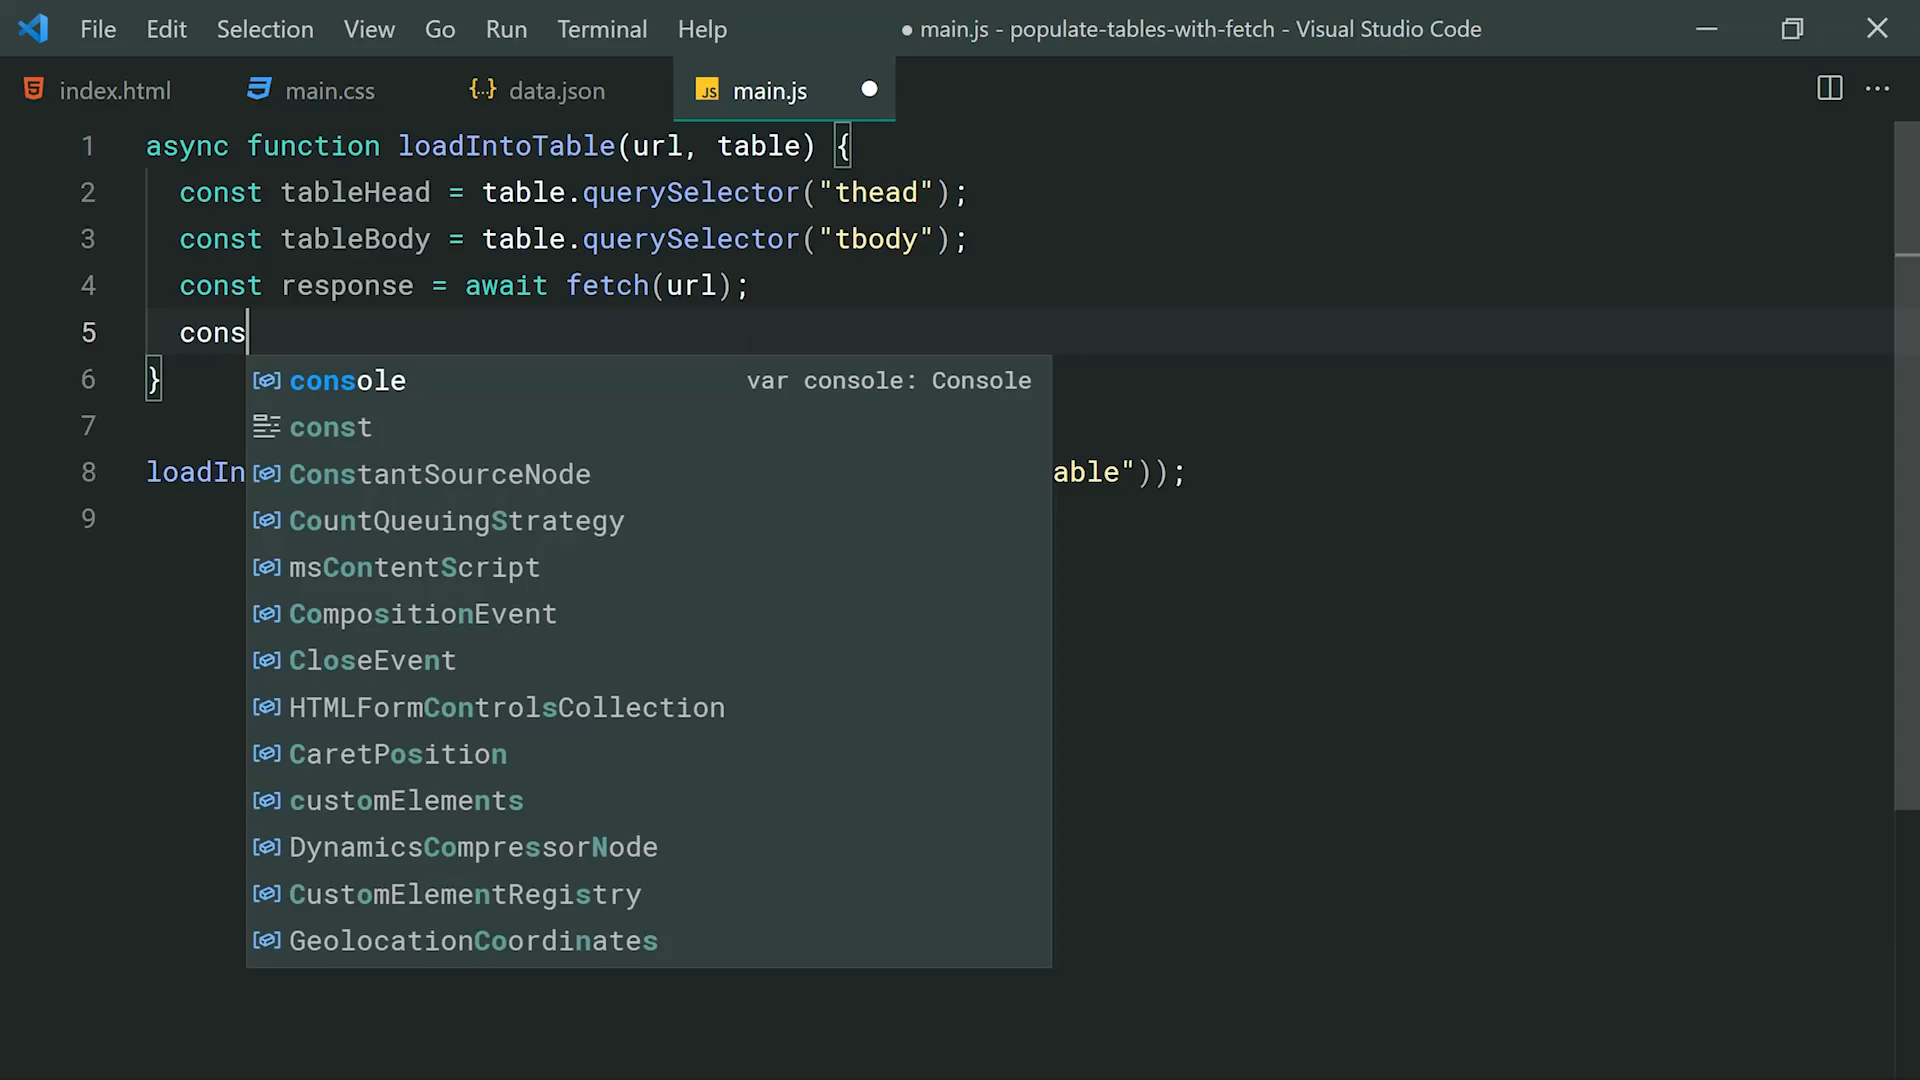 File Edit Selection View Go Run Terminal Help ● main.js - populate-tables-with-fetch - Visual Studio Code
index.html main.css {..} data.json JS main.js
1 async function loadIntoTable(url, table) {
2 const tableHead = table.querySelector("thead");
3 const tableBody = table.querySelector("tbody");
4 const response = await fetch(url);
5 cons
6 }
console var console: Console
7
const
8 loadIn able"));
ConstantSourceNode
9
CountQueuingStrategy
msContentScript
CompositionEvent
CloseEvent
HTMLFormControlsCollection
CaretPosition
customElements
DynamicsCompressorNode
CustomElementRegistry
GeolocationCoordinates